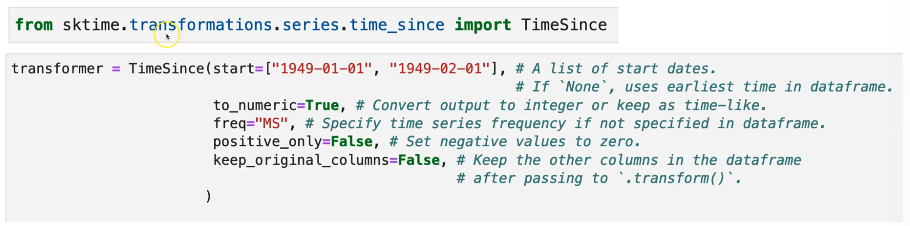 from sktime.transformations.series.time_since import TimeSince
transformer = TimeSince(start=["1949-01-01", "1949-02-01"], # A list of start dates.
# If `None`, uses earliest time in dataframe.
to_numeric=True, # Convert output to integer or keep as time-like.
freq="MS", # Specify time series frequency if not specified in dataframe.
positive_only=False, # Set negative values to zero.
keep_original_columns=False, # Keep the other columns in the dataframe
# after passing to `.transform()`.
)